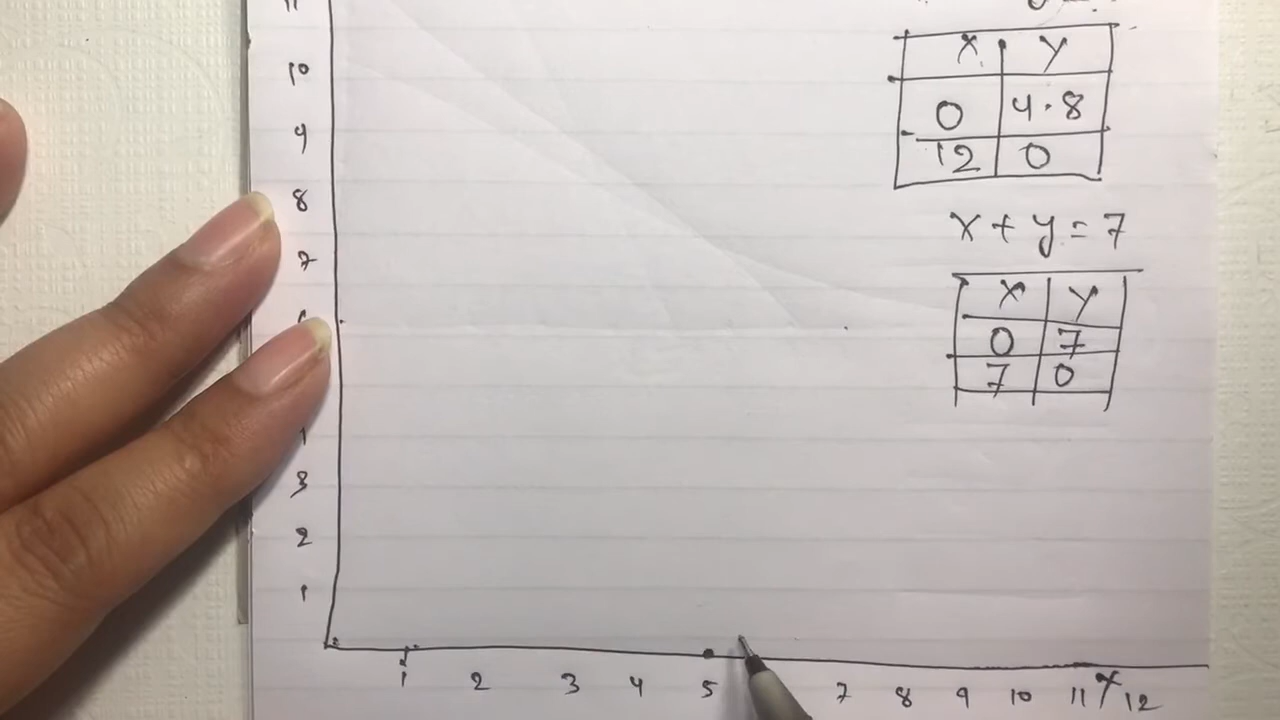 11
10
9
8
7
3
2
1
1 2 3 4 5 7 8 9 10 11 12
x
x y
0 4.8
12 0
x + y = 7
x y
0 7
7 0